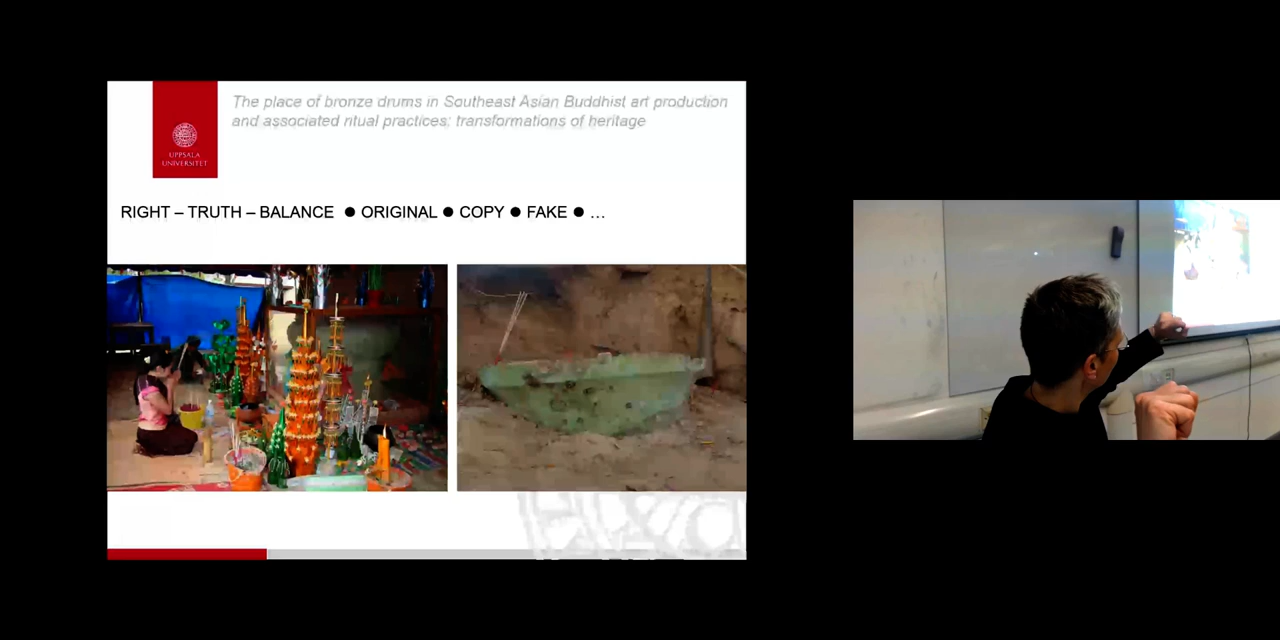 The place of bronze drums in Southeast Asian Buddhist art production
and associated ritual practices: transformations of heritage
UPPSALA
UNIVERSITET
RIGHT – TRUTH – BALANCE ● ORIGINAL ● COPY ● FAKE ● …